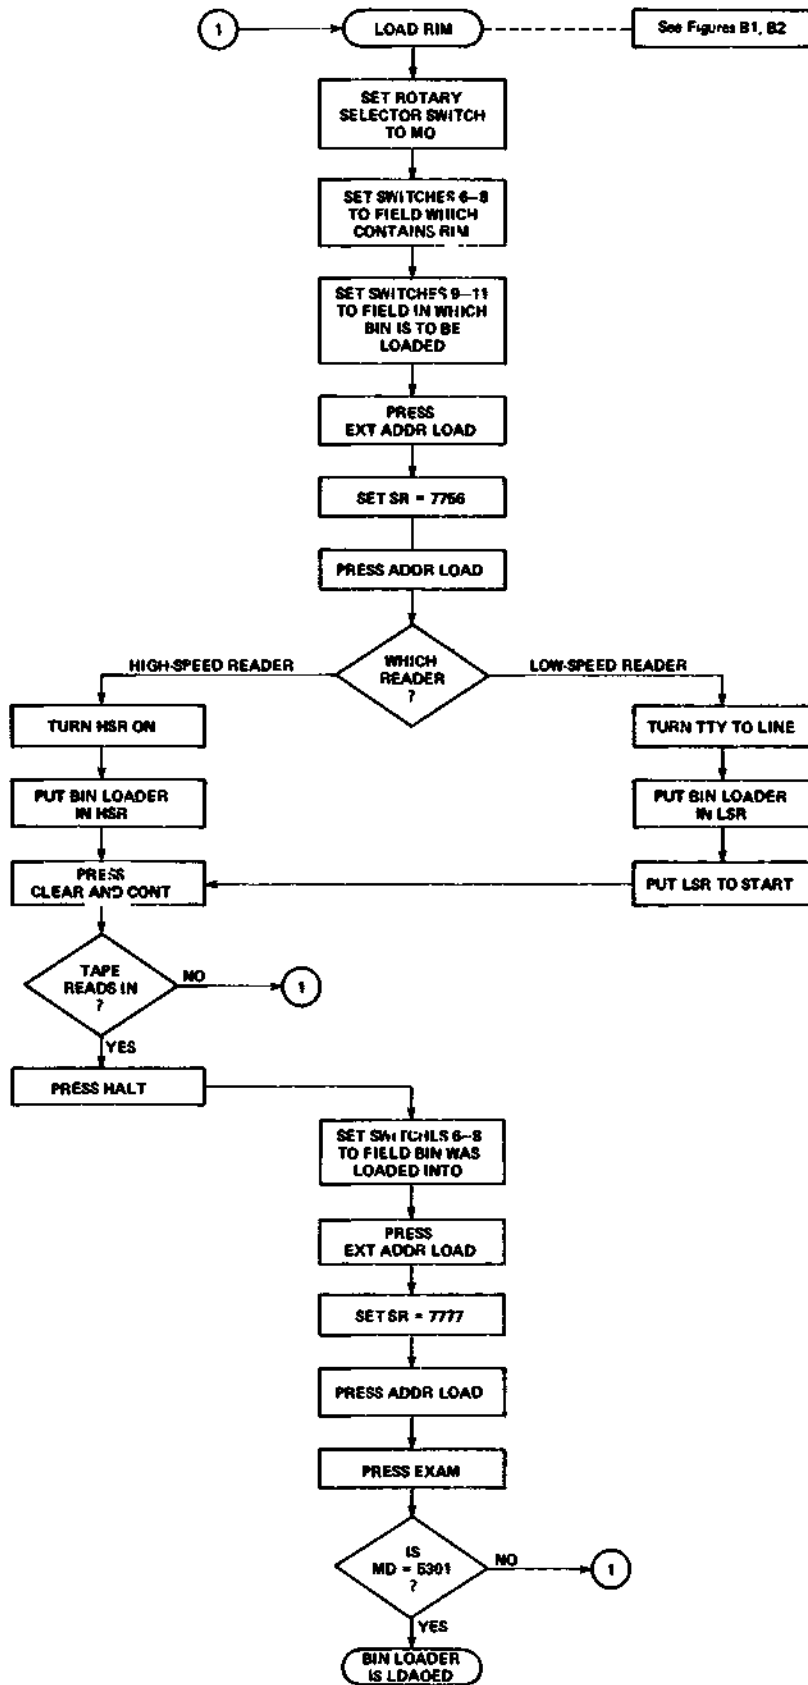 1
LOAD RIM
See Figures B1, B2
SET ROTARY
SELECTOR SWITCH
TO MO
SET SWITCHES 6–8
TO FIELD WHICH
CONTAINS RIM
SET SWITCHES 9–11
TO FIELD IN WHICH
BIN IS TO BE
LOADED
PRESS
EXT ADDR LOAD
SET SR = 7756
PRESS ADDR LOAD
WHICH
READER
?
HIGH-SPEED READER
LOW-SPEED READER
TURN HSR ON
PUT BIN LOADER
IN HSR
PRESS
CLEAR AND CONT
TURN TTY TO LINE
PUT BIN LOADER
IN LSR
PUT LSR TO START
TAPE
READS IN
?
NO
1
YES
PRESS HALT
SET SWITCHES 6–8
TO FIELD BIN WAS
LOADED INTO
PRESS
EXT ADDR LOAD
SET SR = 7777
PRESS ADDR LOAD
PRESS EXAM
IS
MD = 5301
?
NO
1
YES
BIN LOADER
IS LDAOED